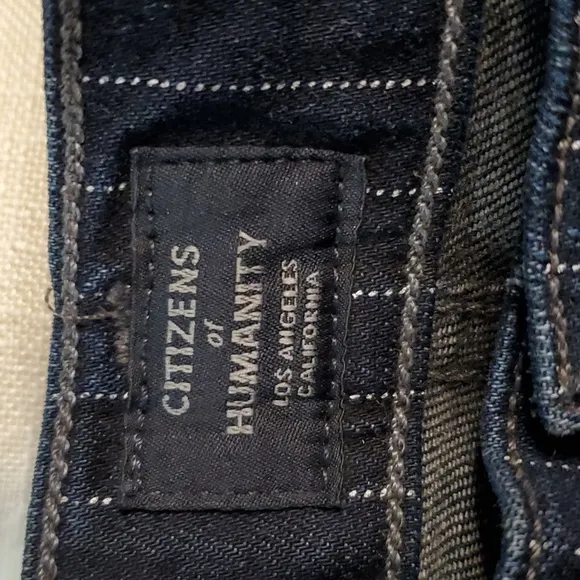 CITIZENS
of
HUMANITY
LOS ANGELES
CALIFORNIA